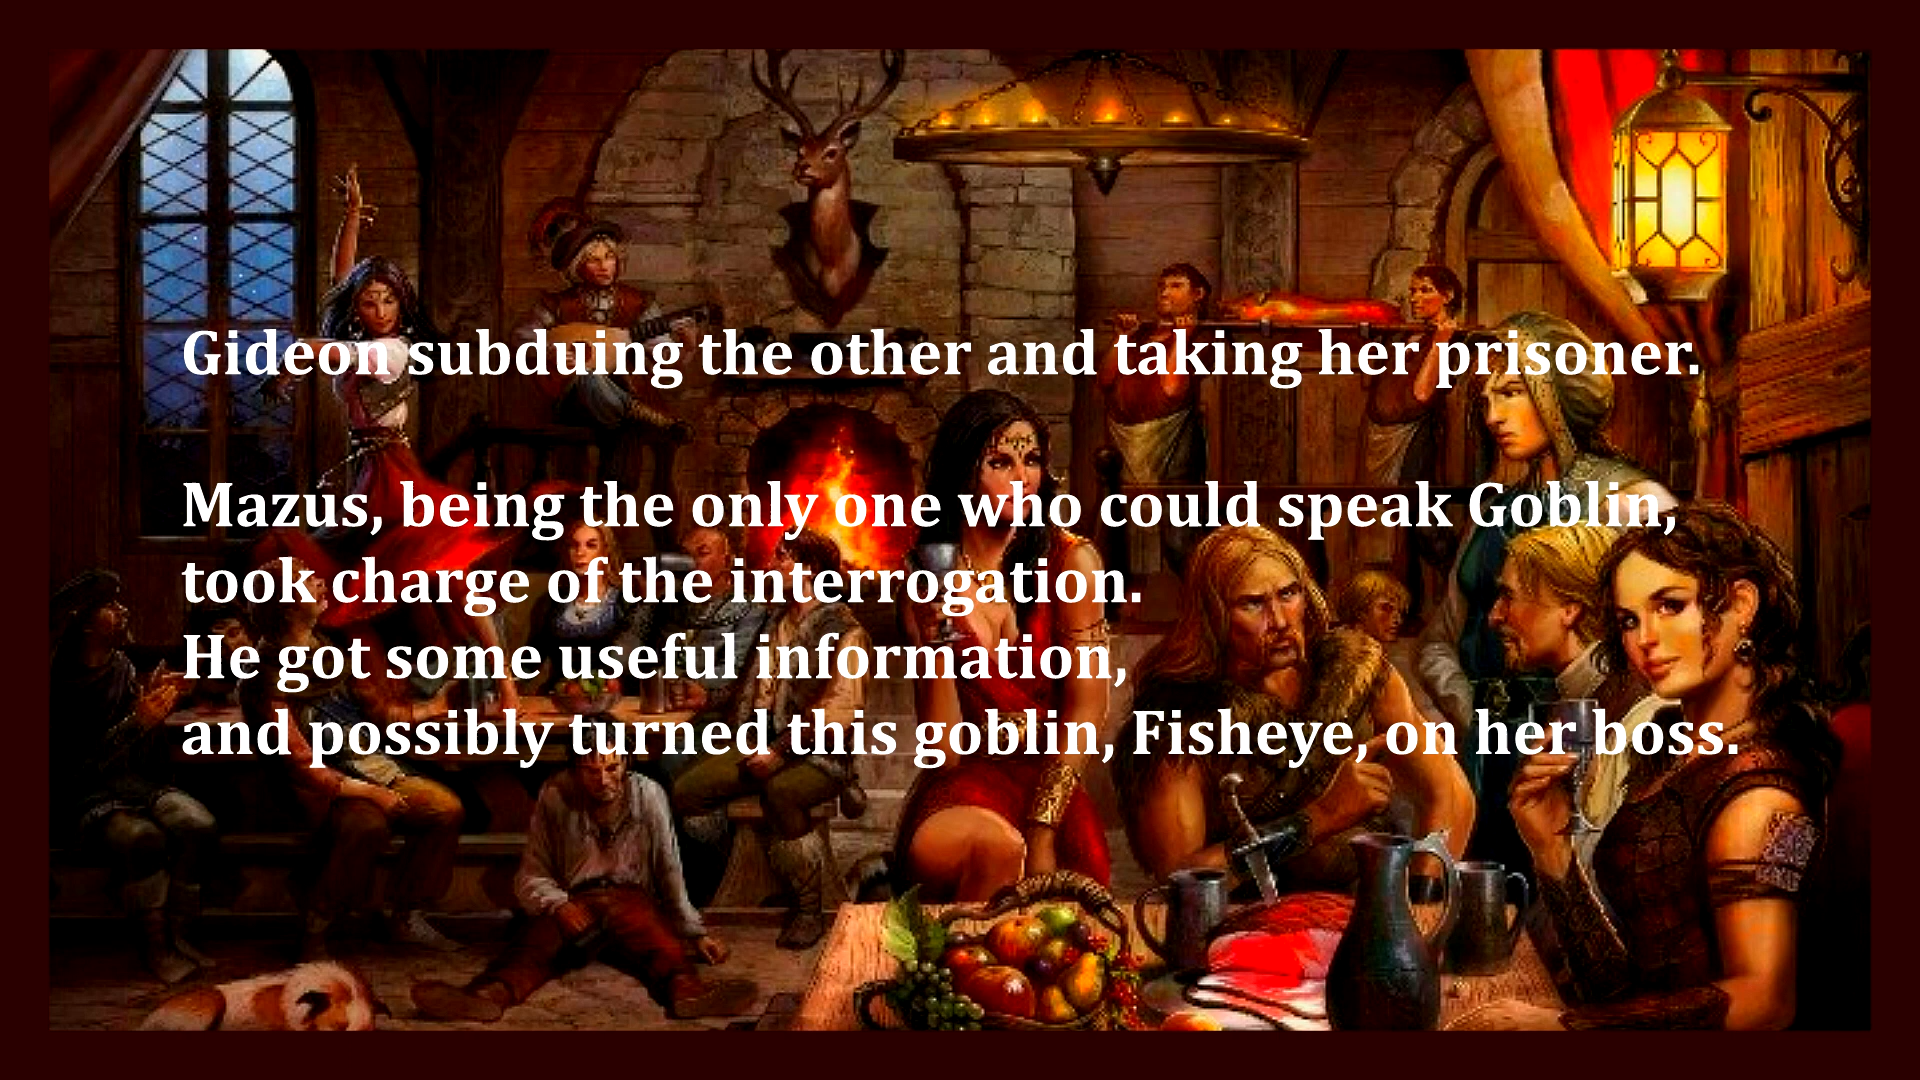 Gideon subduing the other and taking her prisoner.
Mazus, being the only one who could speak Goblin,
took charge of the interrogation.
He got some useful information,
and possibly turned this goblin, Fisheye, on her boss.